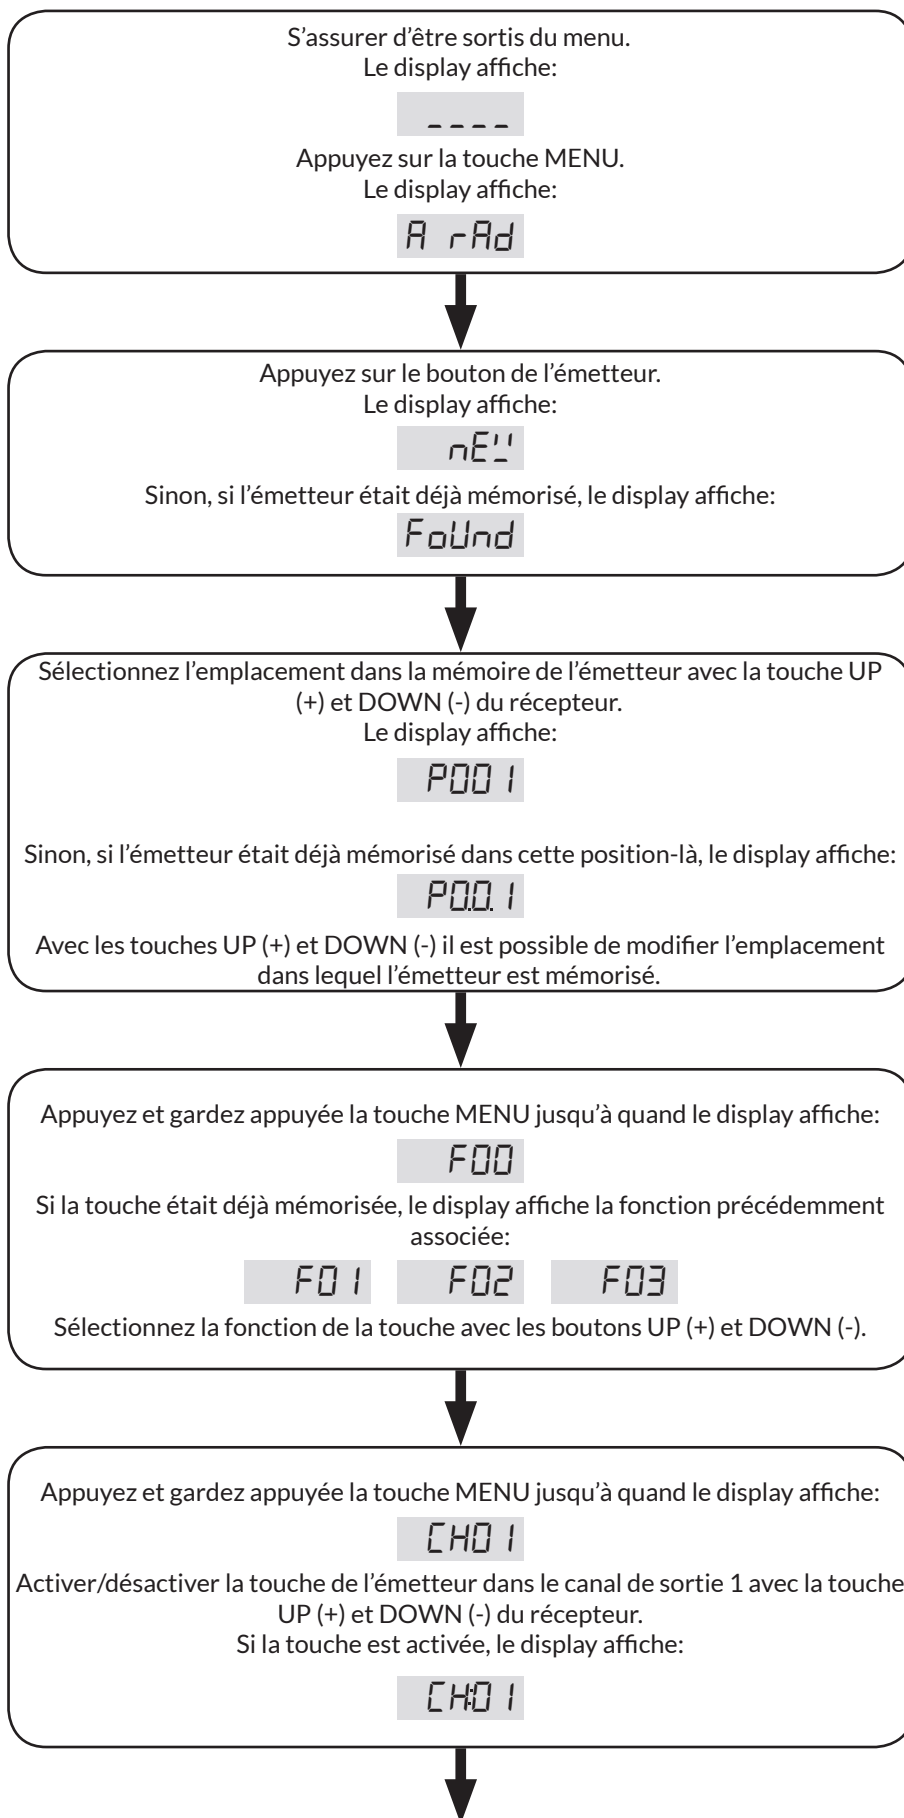 S’assurer d’être sortis du menu.
Le display affiche:
_ _ _ _
Appuyez sur la touche MENU.
Le display affiche:
A rAd
Appuyez sur le bouton de l’émetteur.
Le display affiche:
nEW
Sinon, si l’émetteur était déjà mémorisé, le display affiche:
FoUnd
Sélectionnez l’emplacement dans la mémoire de l’émetteur avec la touche UP
(+) et DOWN (-) du récepteur.
Le display affiche:
P001
Sinon, si l’émetteur était déjà mémorisé dans cette position-là, le display affiche:
P0.0.1
Avec les touches UP (+) et DOWN (-) il est possible de modifier l’emplacement
dans lequel l’émetteur est mémorisé.
Appuyez et gardez appuyée la touche MENU jusqu’à quand le display affiche:
F00
Si la touche était déjà mémorisée, le display affiche la fonction précédemment
associée:
F01 F02 F03
Sélectionnez la fonction de la touche avec les boutons UP (+) et DOWN (-).
Appuyez et gardez appuyée la touche MENU jusqu’à quand le display affiche:
CH01
Activer/désactiver la touche de l’émetteur dans le canal de sortie 1 avec la touche
UP (+) et DOWN (-) du récepteur.
Si la touche est activée, le display affiche:
CH:01